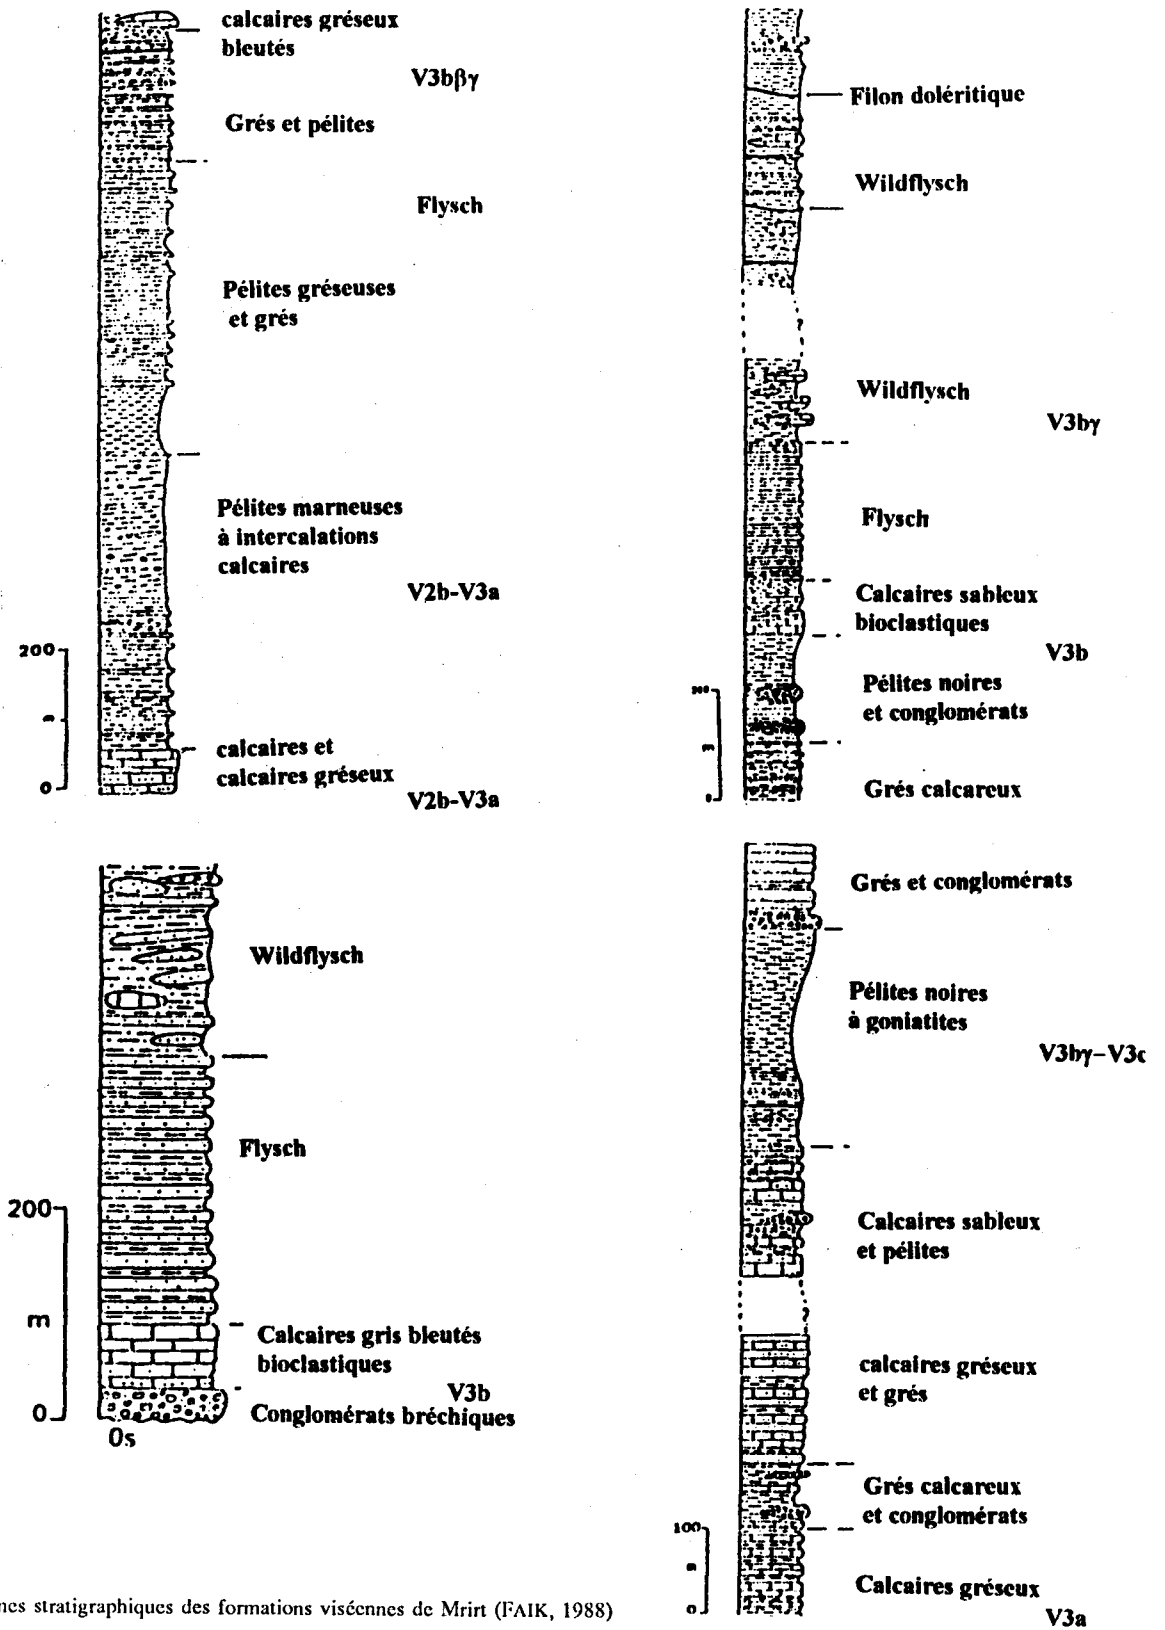 calcaires gréseux
bleutés
V3bβγ
Grés et pélites
Flysch
Pélites gréseuses
et grés
Pélites marneuses
à intercalations
calcaires
V2b-V3a
200
m
0
calcaires et
calcaires gréseux
V2b-V3a
Filon doléritique
Wildflysch
Wildflysch
V3bγ
Flysch
Calcaires sableux
bioclastiques
V3b
Pélites noires
et conglomérats
m
Grés calcareux
Wildflysch
Flysch
200
m
0
Calcaires gris bleutés
bioclastiques
V3b
Conglomérats bréchiques
Os
Grés et conglomérats
Pélites noires
à goniatites
V3bγ–V3c
Calcaires sableux
et pélites
calcaires gréseux
et grés
Grés calcareux
et conglomérats
100
m
0
Calcaires gréseux
V3a
stratigraphiques des formations viséennes de Mrirt (FAIK, 1988)